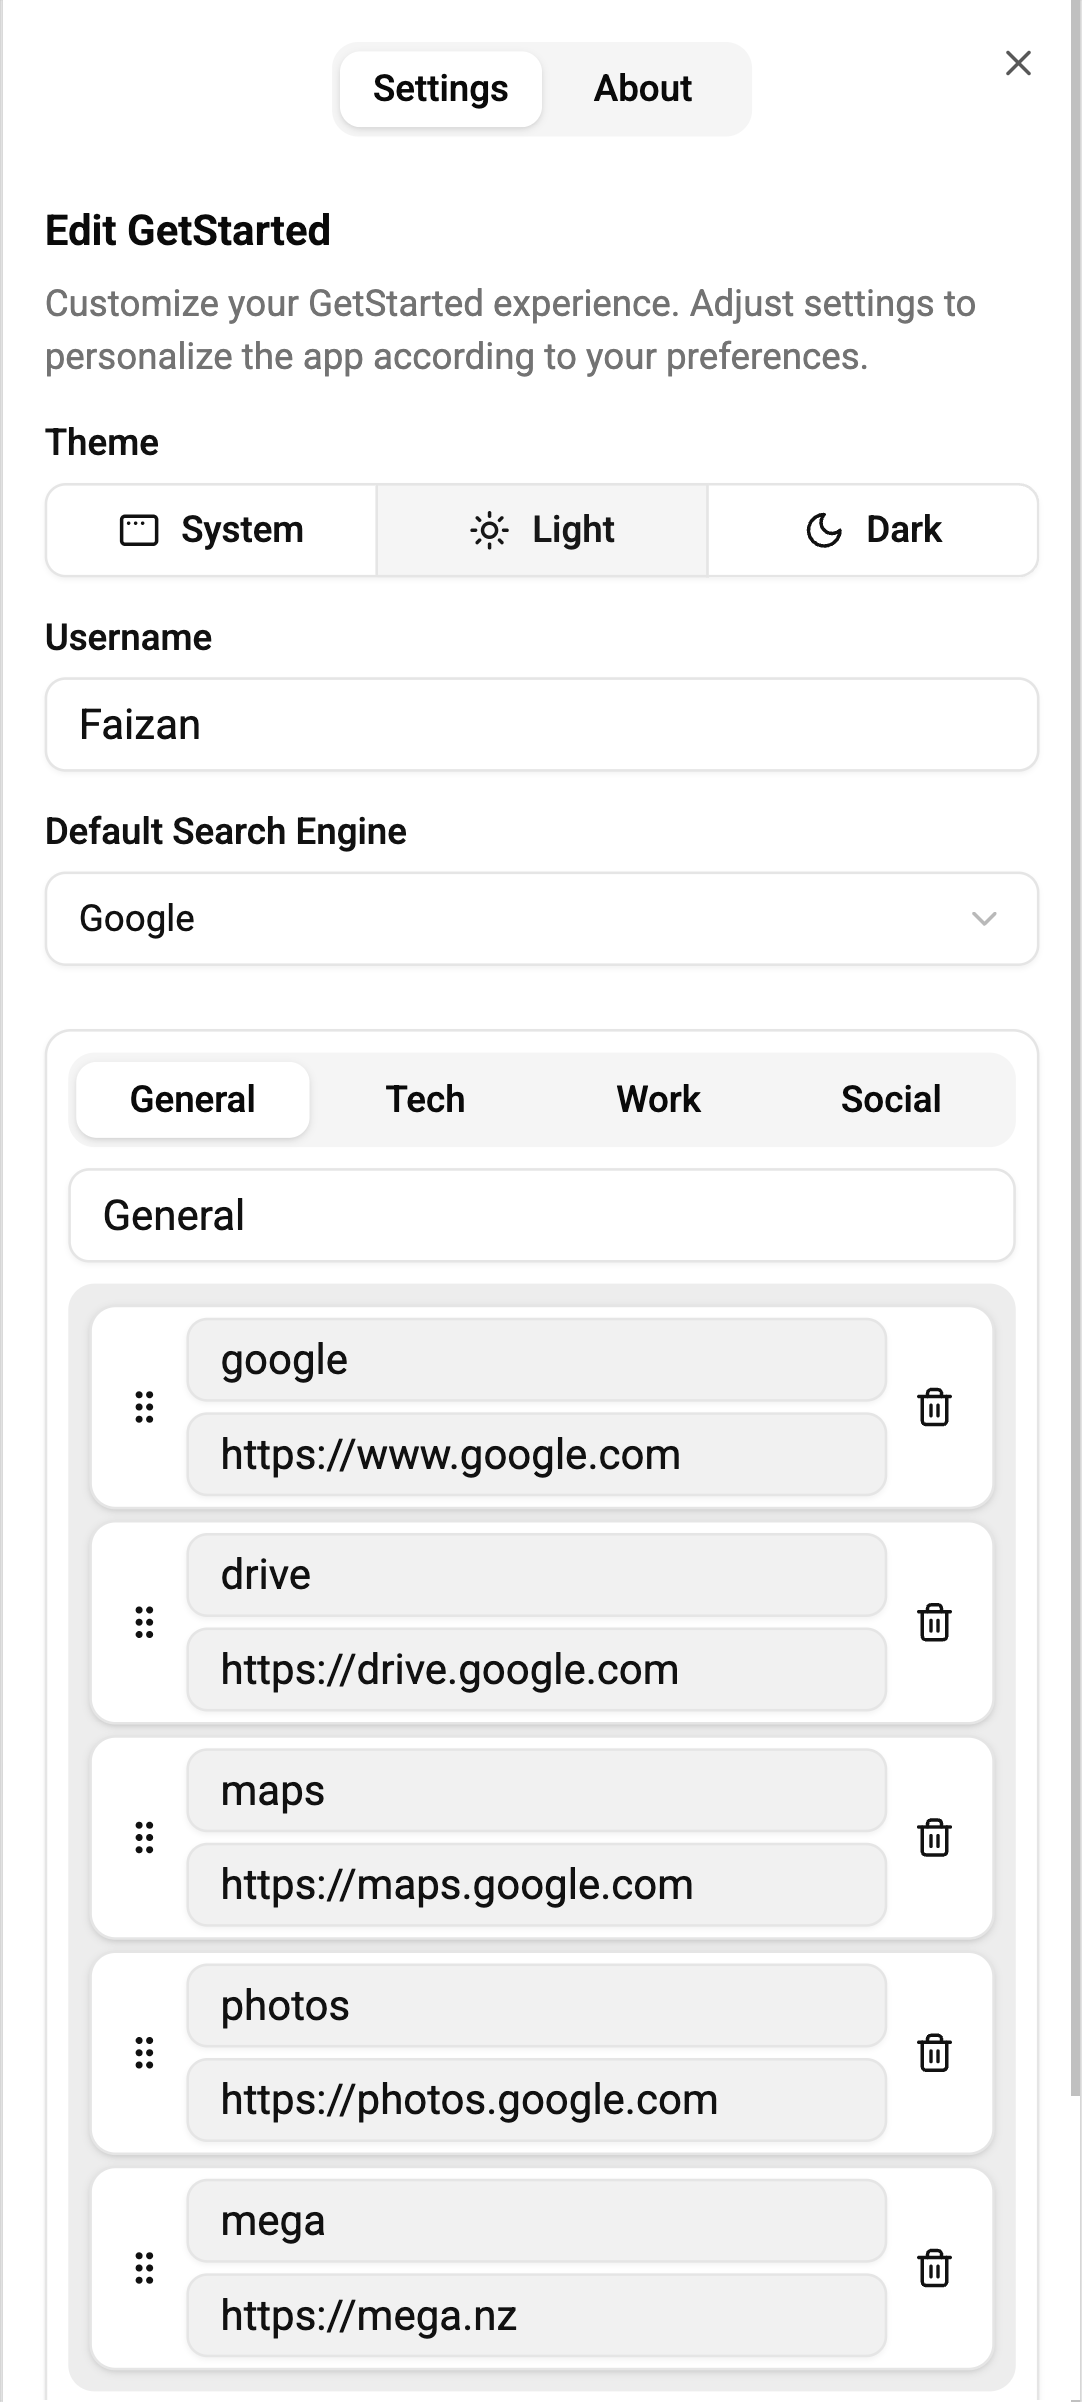 Settings About
Edit GetStarted
Customize your GetStarted experience. Adjust settings to
personalize the app according to your preferences.
Theme
System Light Dark
Username
Faizan
Default Search Engine
Google
General Tech Work Social
General
google
https://www.google.com
drive
https://drive.google.com
maps
https://maps.google.com
photos
https://photos.google.com
mega
https://mega.nz